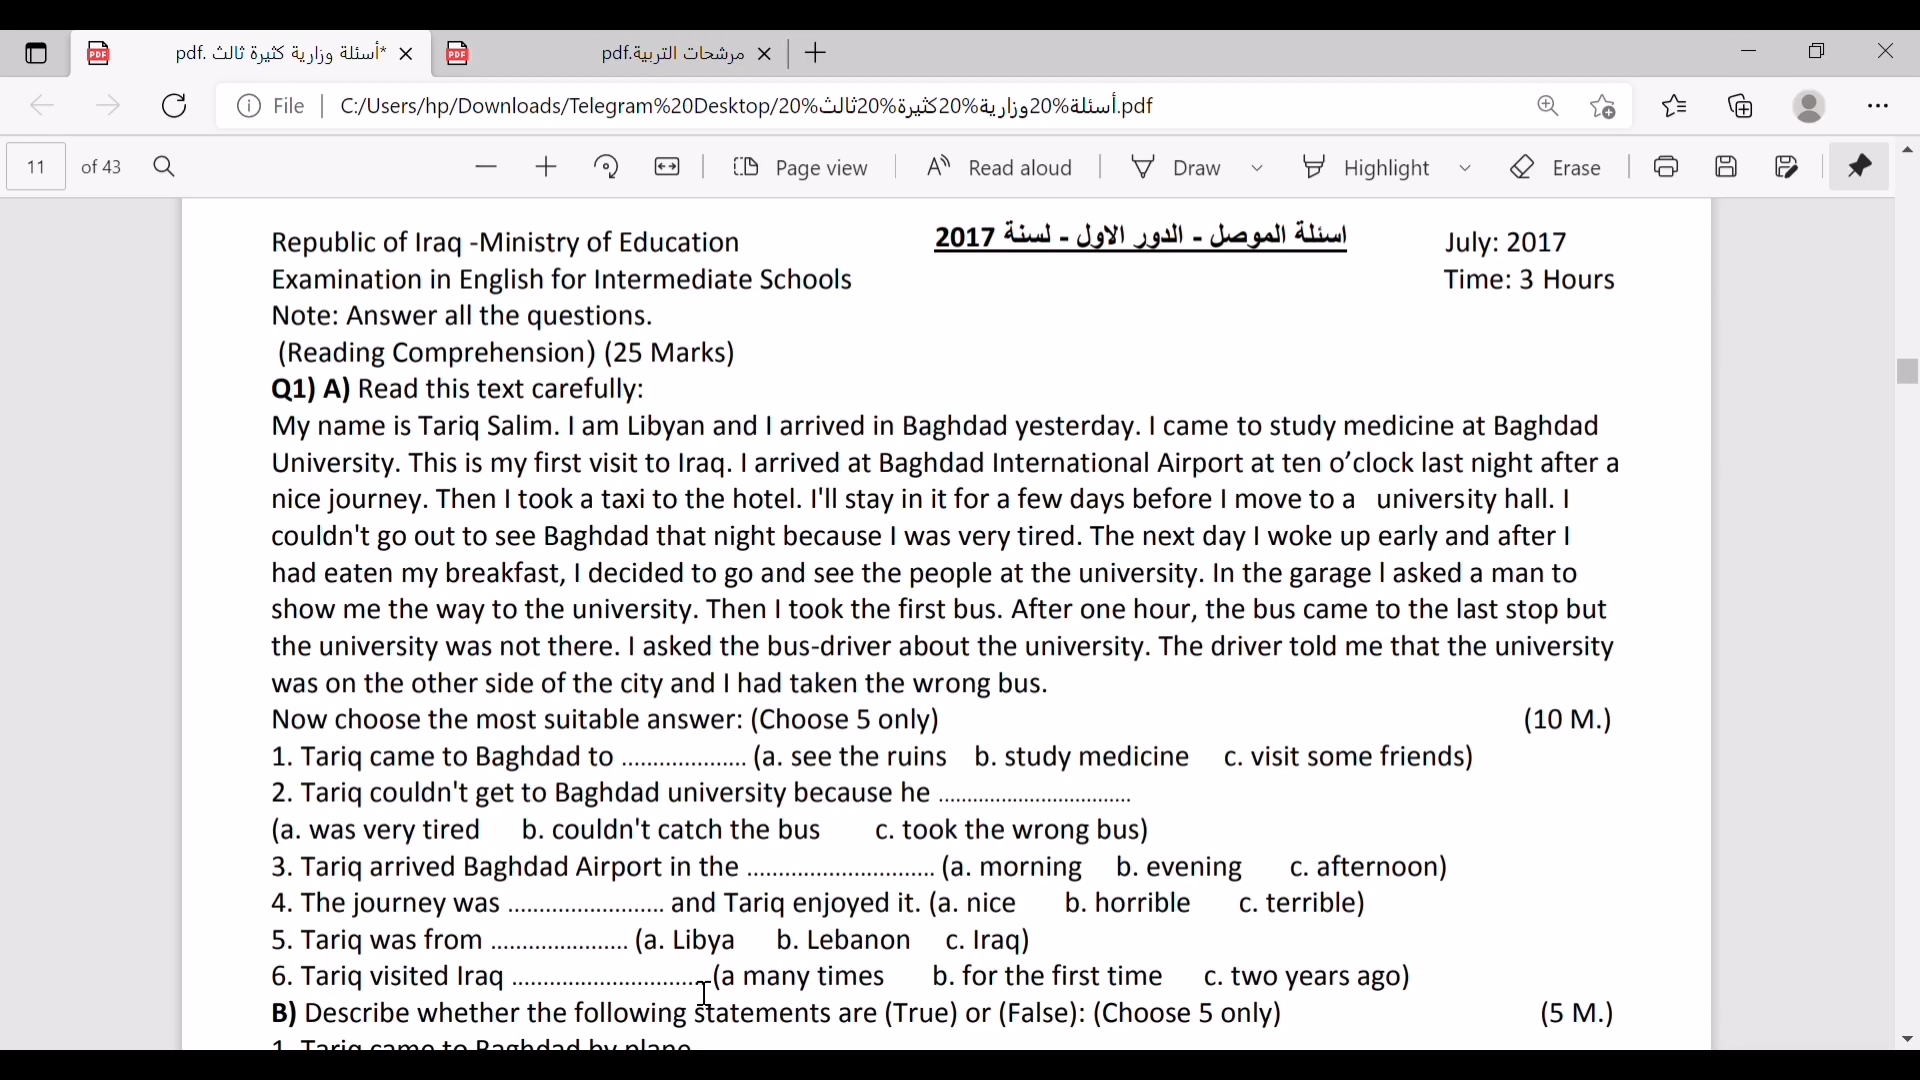 *أسئلة وزارية كثيرة ثالث .pdf
مرشحات التربية.pdf
File
C:/Users/hp/Downloads/Telegram%20Desktop/أسئلة%20وزارية%20كثيرة%20ثالث%20.pdf
11 of 43
Page view
Read aloud
Draw
Highlight
Erase
Republic of Iraq -Ministry of Education
اسئلة الموصل - الدور الاول - لسنة 2017
July: 2017
Examination in English for Intermediate Schools
Time: 3 Hours
Note: Answer all the questions.
(Reading Comprehension) (25 Marks)
Q1) A) Read this text carefully:
My name is Tariq Salim. I am Libyan and I arrived in Baghdad yesterday. I came to study medicine at Baghdad
University. This is my first visit to Iraq. I arrived at Baghdad International Airport at ten o’clock last night after a
nice journey. Then I took a taxi to the hotel. I'll stay in it for a few days before I move to a university hall. I
couldn't go out to see Baghdad that night because I was very tired. The next day I woke up early and after I
had eaten my breakfast, I decided to go and see the people at the university. In the garage I asked a man to
show me the way to the university. Then I took the first bus. After one hour, the bus came to the last stop but
the university was not there. I asked the bus-driver about the university. The driver told me that the university
was on the other side of the city and I had taken the wrong bus.
Now choose the most suitable answer: (Choose 5 only) (10 M.)
1. Tariq came to Baghdad to .................... (a. see the ruins b. study medicine c. visit some friends)
2. Tariq couldn't get to Baghdad university because he ...............................
(a. was very tired b. couldn't catch the bus c. took the wrong bus)
3. Tariq arrived Baghdad Airport in the .............................. (a. morning b. evening c. afternoon)
4. The journey was ......................... and Tariq enjoyed it. (a. nice b. horrible c. terrible)
5. Tariq was from ...................... (a. Libya b. Lebanon c. Iraq)
6. Tariq visited Iraq ...............................(a many times b. for the first time c. two years ago)
B) Describe whether the following statements are (True) or (False): (Choose 5 only) (5 M.)
1. Tariq came to Baghdad by plane.